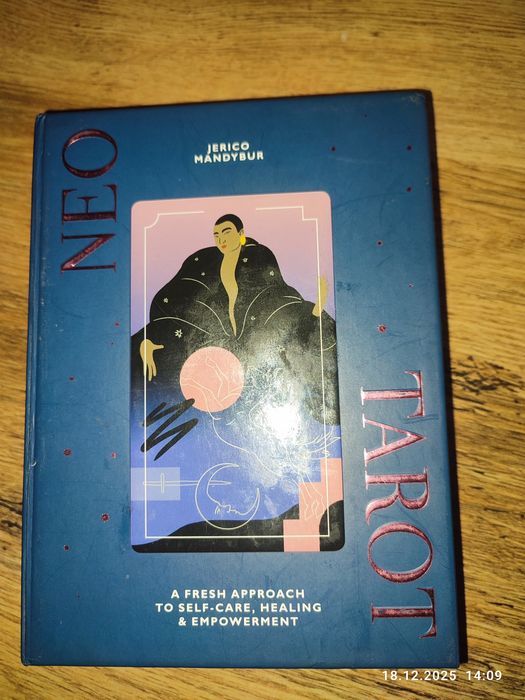 NEO
JERICO
MANDYBUR
TAROT
A FRESH APPROACH
TO SELF-CARE, HEALING
& EMPOWERMENT
18.12.2025 14:09